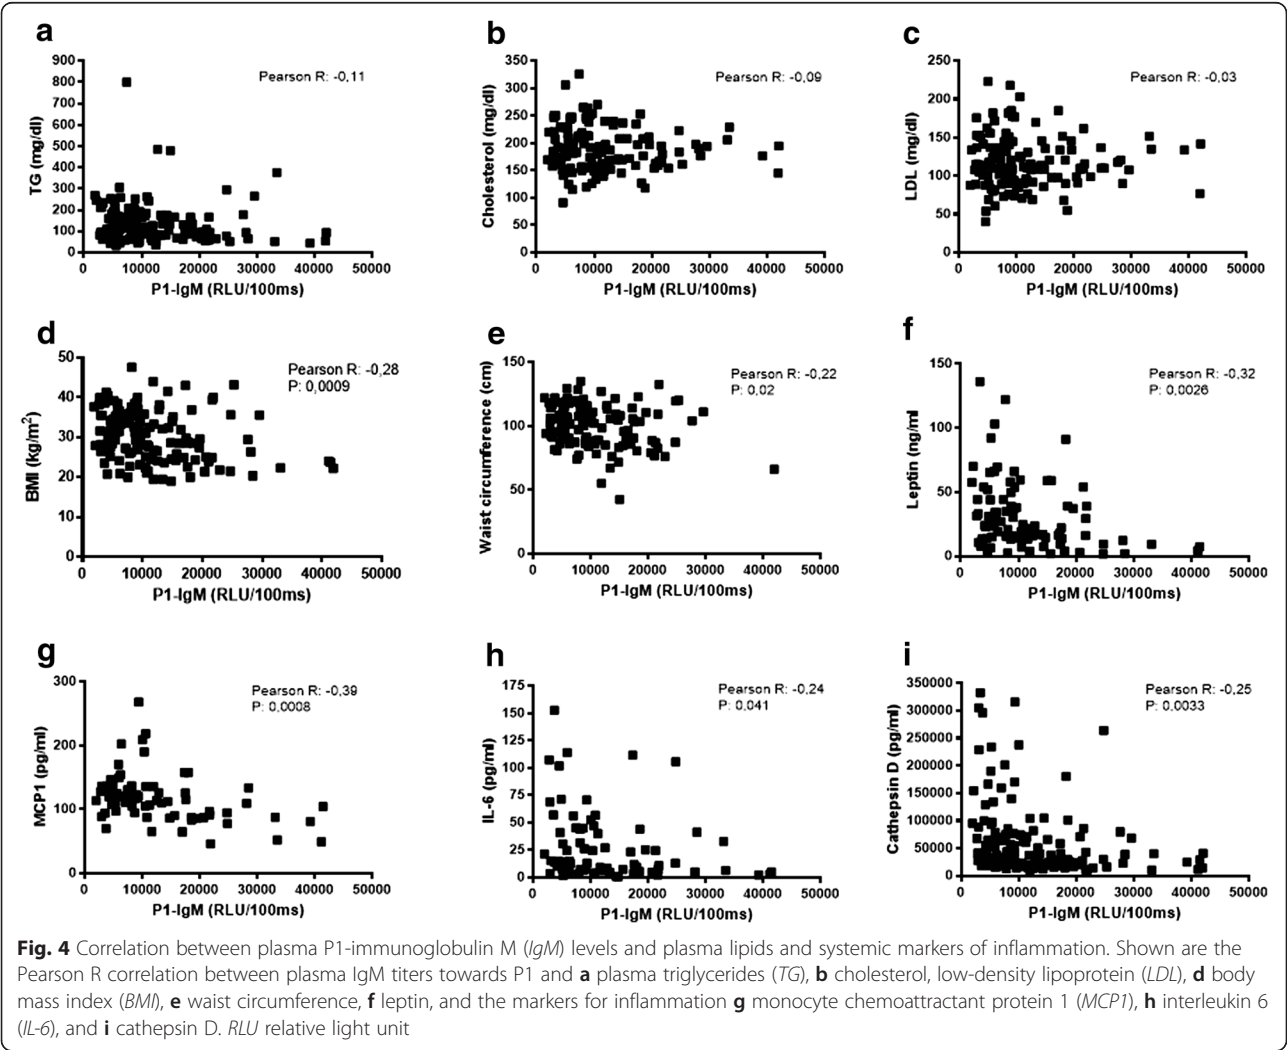 a
900
800
700
600
500
400
300
200
100
0
TG (mg/dl)
Pearson R: -0,11
0 10000 20000 30000 40000 50000
P1-IgM (RLU/100ms)
b
350
300
250
200
150
100
50
0
Cholesterol (mg/dl)
Pearson R: -0,09
0 10000 20000 30000 40000 50000
P1-IgM (RLU/100ms)
c
250
200
150
100
50
0
LDL (mg/dl)
Pearson R: -0,03
0 10000 20000 30000 40000 50000
P1-IgM (RLU/100ms)
d
50
40
30
20
10
0
BMI (kg/m²)
Pearson R: -0,28
P: 0,0009
0 10000 20000 30000 40000 50000
P1-IgM (RLU/100ms)
e
150
100
50
0
Waist circumference (cm)
Pearson R: -0,22
P: 0,02
0 10000 20000 30000 40000 50000
P1-IgM (RLU/100ms)
f
150
100
50
0
Leptin (ng/ml
Pearson R: -0,32
P: 0,0026
0 10000 20000 30000 40000 50000
P1-IgM (RLU/100ms)
g
300
200
100
0
MCP1 (pg/ml)
Pearson R: -0,39
P: 0,0008
0 10000 20000 30000 40000 50000
P1-IgM (RLU/100ms)
h
175
150
125
100
75
50
25
0
IL-6 (pg/ml)
Pearson R: -0,24
P: 0,041
0 10000 20000 30000 40000 50000
P1-IgM (RLU/100ms)
i
350000
300000
250000
200000
150000
100000
50000
0
Cathepsin D (pg/ml)
Pearson R: -0,25
P: 0,0033
0 10000 20000 30000 40000 50000
P1-IgM (RLU/100ms)
Fig. 4 Correlation between plasma P1-immunoglobulin M (IgM) levels and plasma lipids and systemic markers of inflammation. Shown are the
Pearson R correlation between plasma IgM titers towards P1 and a plasma triglycerides (TG), b cholesterol, low-density lipoprotein (LDL), d body
mass index (BMI), e waist circumference, f leptin, and the markers for inflammation g monocyte chemoattractant protein 1 (MCP1), h interleukin 6
(IL-6), and i cathepsin D. RLU relative light unit